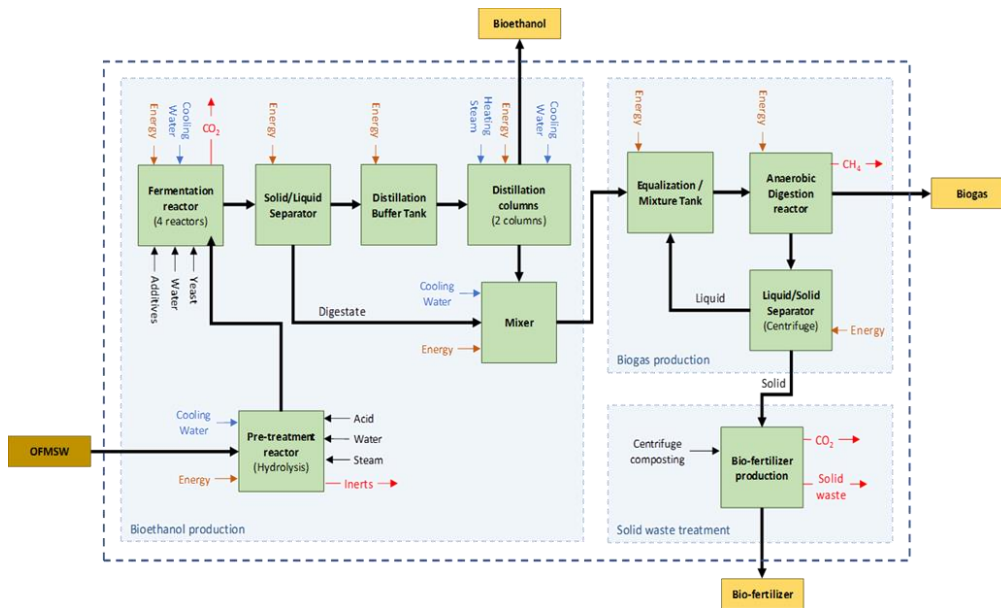 Bioethanol
Energy
Cooling
Water
CO2
Energy
Energy
Heating
Steam
Energy
Cooling
Water
Fermentation
reactor
(4 reactors)
Solid/Liquid
Separator
Distillation
Buffer Tank
Distillation
columns
(2 columns)
Additives
Water
Yeast
Digestate
Cooling
Water
Energy
Mixer
Cooling
Water
Energy
Pre-treatment
reactor
(Hydrolysis)
Acid
Water
Steam
Inerts
OFMSW
Bioethanol production
Energy
Energy
Equalization /
Mixture Tank
Anaerobic
Digestion
reactor
CH4
Biogas
Liquid
Liquid/Solid
Separator
(Centrifuge)
Energy
Biogas production
Solid
Centrifuge
composting
Bio-fertilizer
production
CO2
Solid
waste
Solid waste treatment
Bio-fertilizer